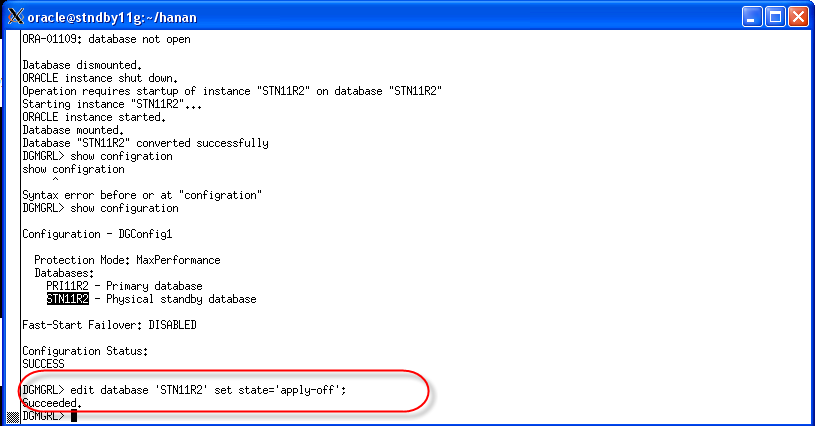 oracle@stndby11g:~/hanan
ORA-01109: database not open
Database dismounted.
ORACLE instance shut down.
Operation requires startup of instance "STN11R2" on database "STN11R2"
Starting instance "STN11R2"...
ORACLE instance started.
Database mounted.
Database "STN11R2" converted successfully
DGMGRL> show configration
show configration
^
Syntax error before or at "configration"
DGMGRL> show configuration
Configuration - DGConfig1
Protection Mode: MaxPerformance
Databases:
PRI11R2 - Primary database
STN11R2 - Physical standby database
Fast-Start Failover: DISABLED
Configuration Status:
SUCCESS
DGMGRL> edit database 'STN11R2' set state='apply-off';
Succeeded.
DGMGRL>